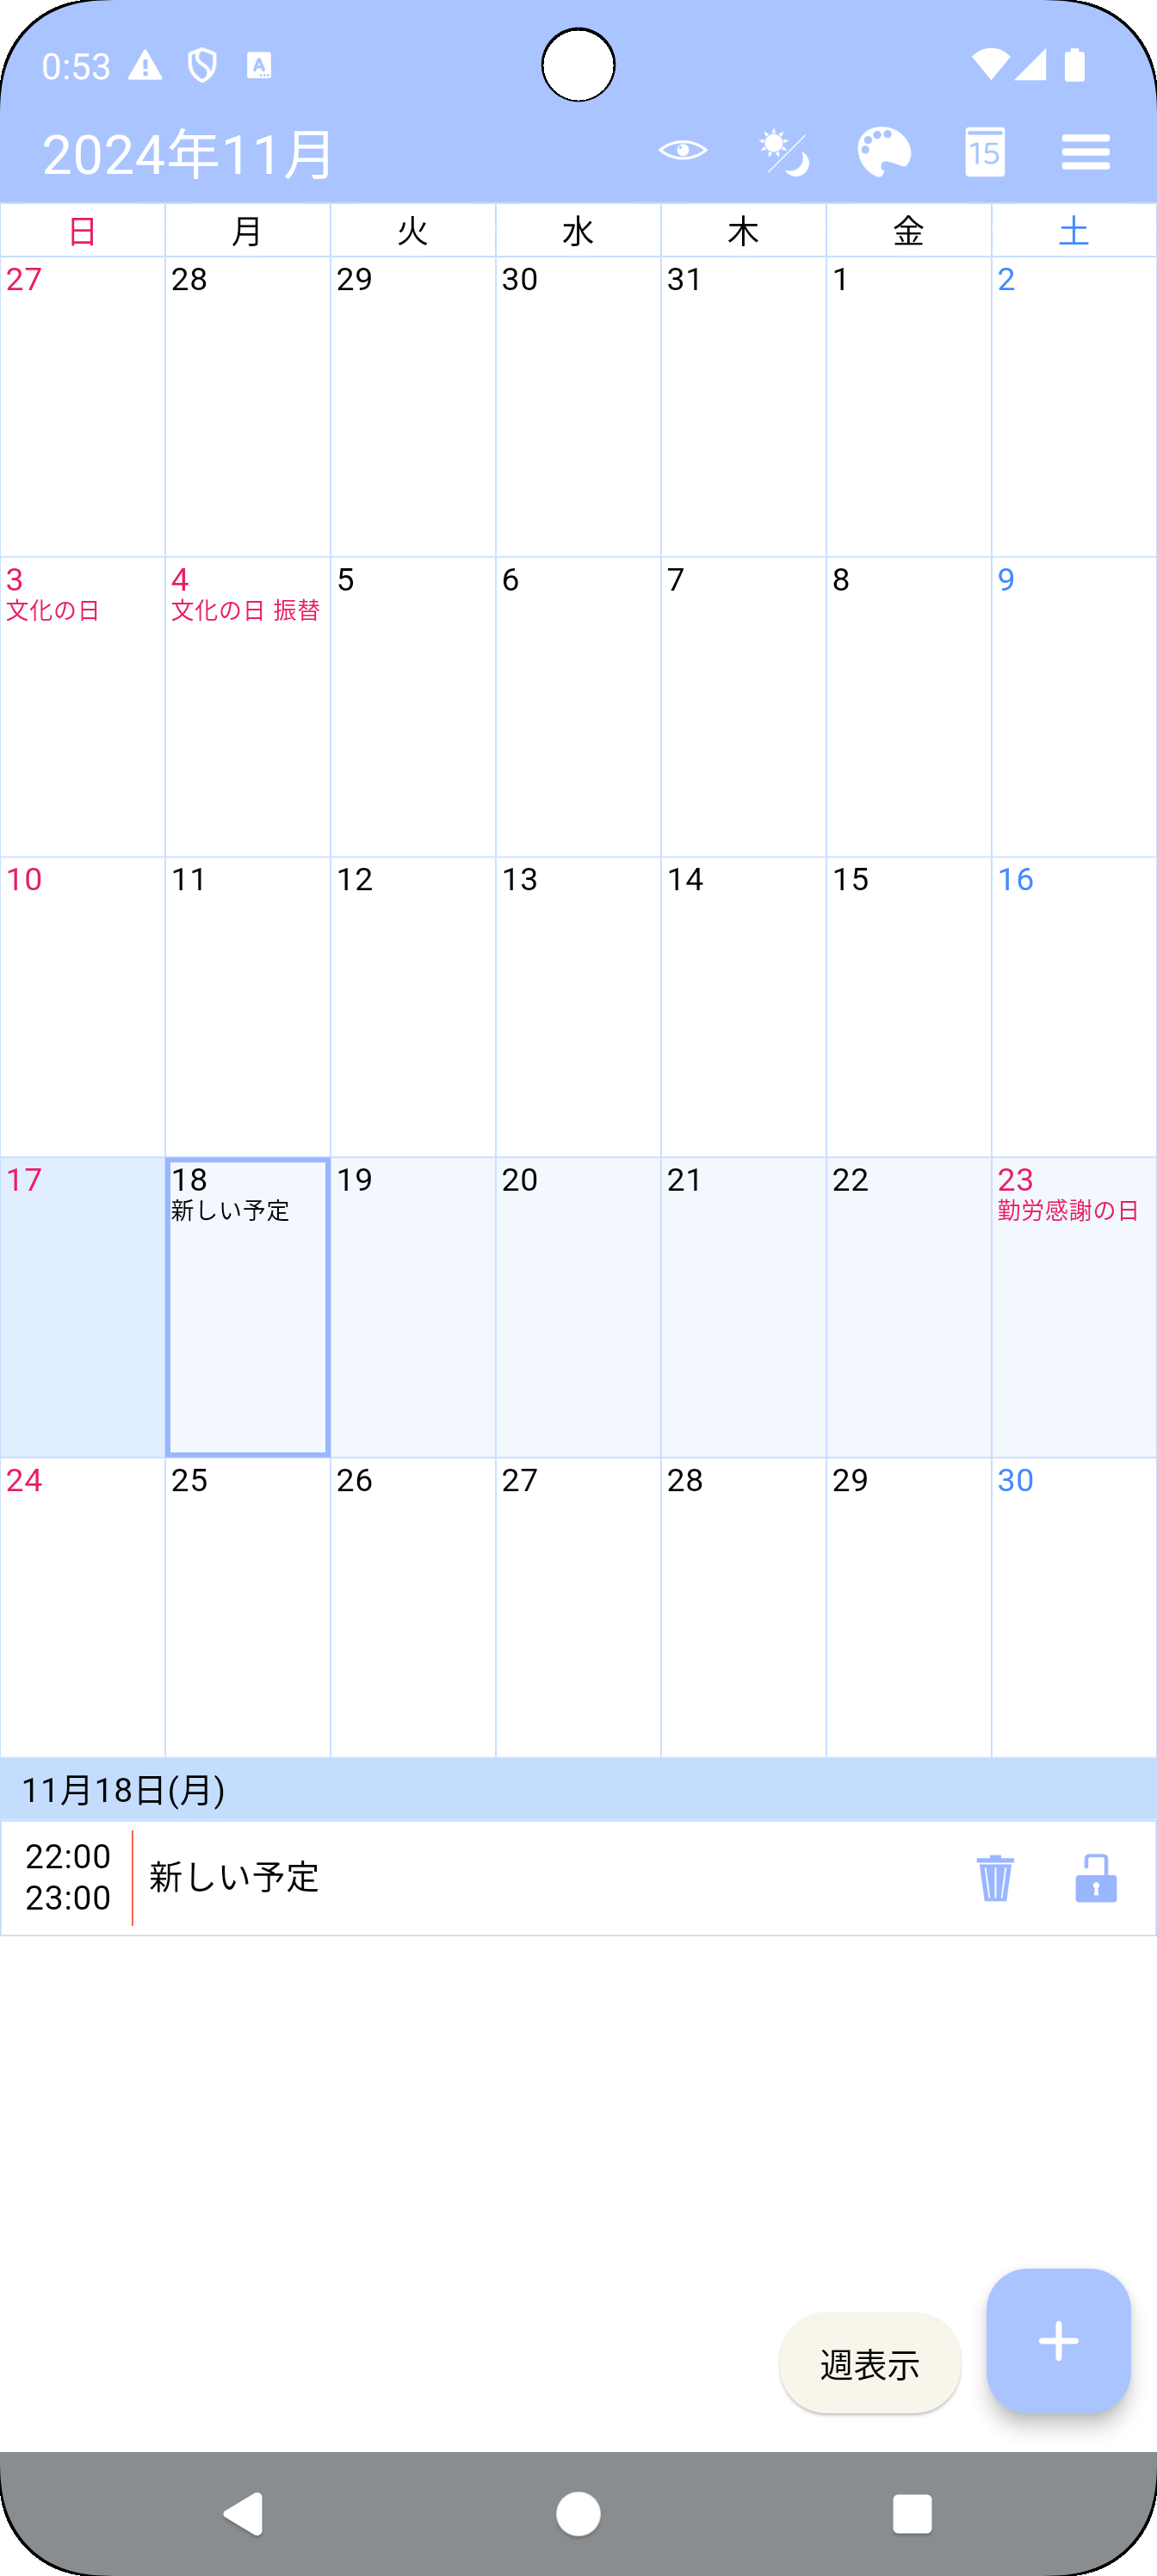 0:53
2024年11月 15
日 月 火 水 木 金 土
27 28 29 30 31 1 2
3 4 5 6 7 8 9
文化の日 文化の日 振替
10 11 12 13 14 15 16
17 18 19 20 21 22 23
新しい予定 勤労感謝の日
24 25 26 27 28 29 30
11月18日(月)
22:00
23:00
新しい予定
週表示 +